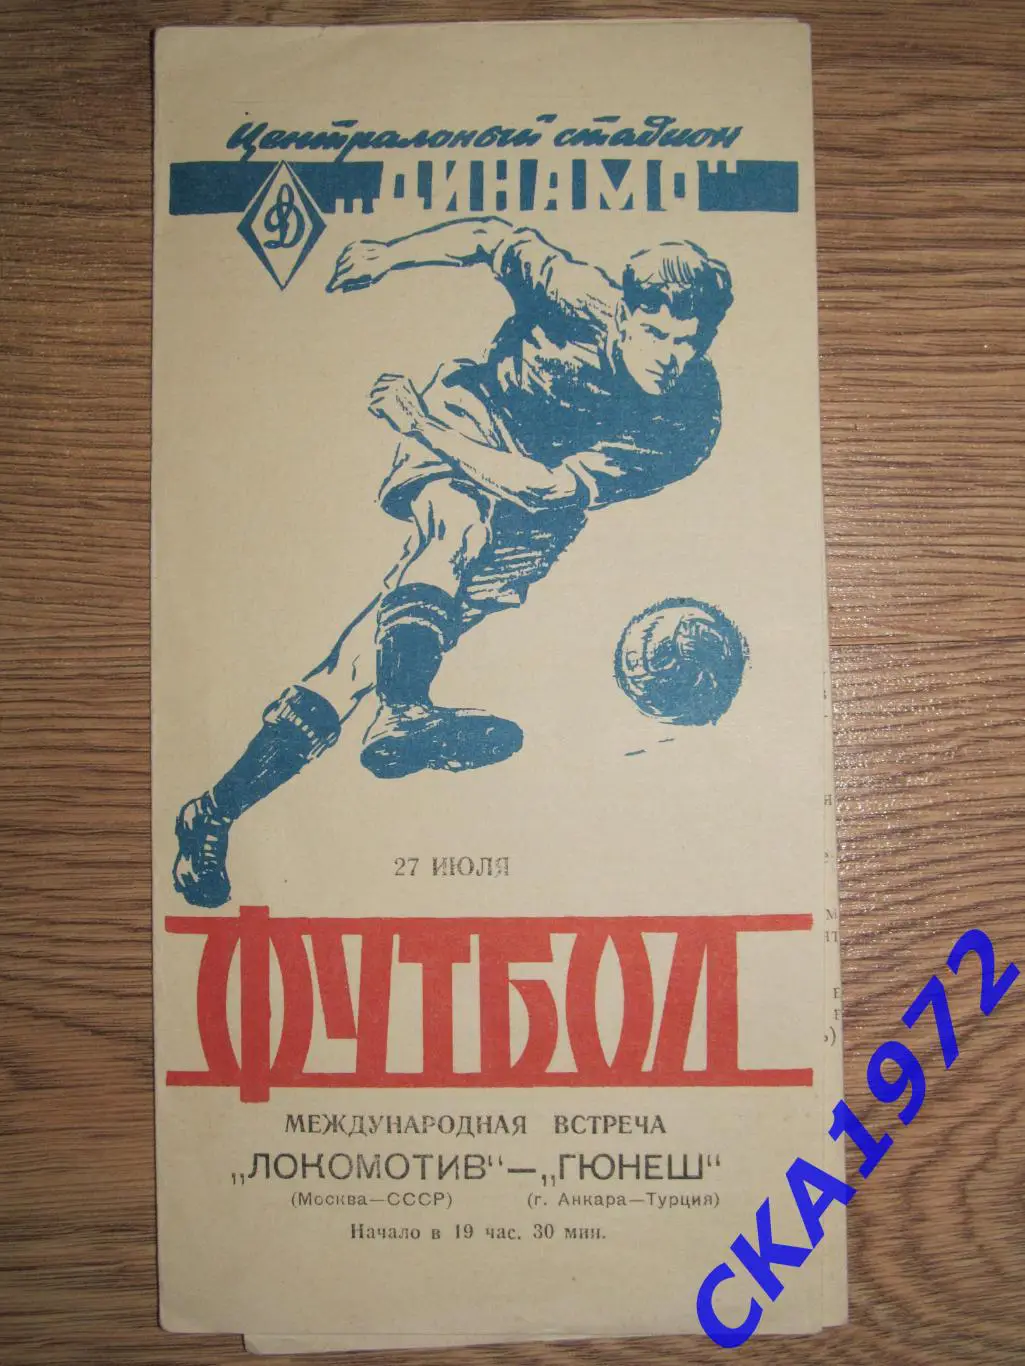 Центральный стадион
„ДИНАМО"
Д
27 ИЮЛЯ
ФУТБОЛ
МЕЖДУНАРОДНАЯ ВСТРЕЧА
„ЛОКОМОТИВ“—„ГЮНЕШ“
(Москва—СССР) (г. Анкара—Турция)
Начало в 19 час. 30 мин.
СКА1972